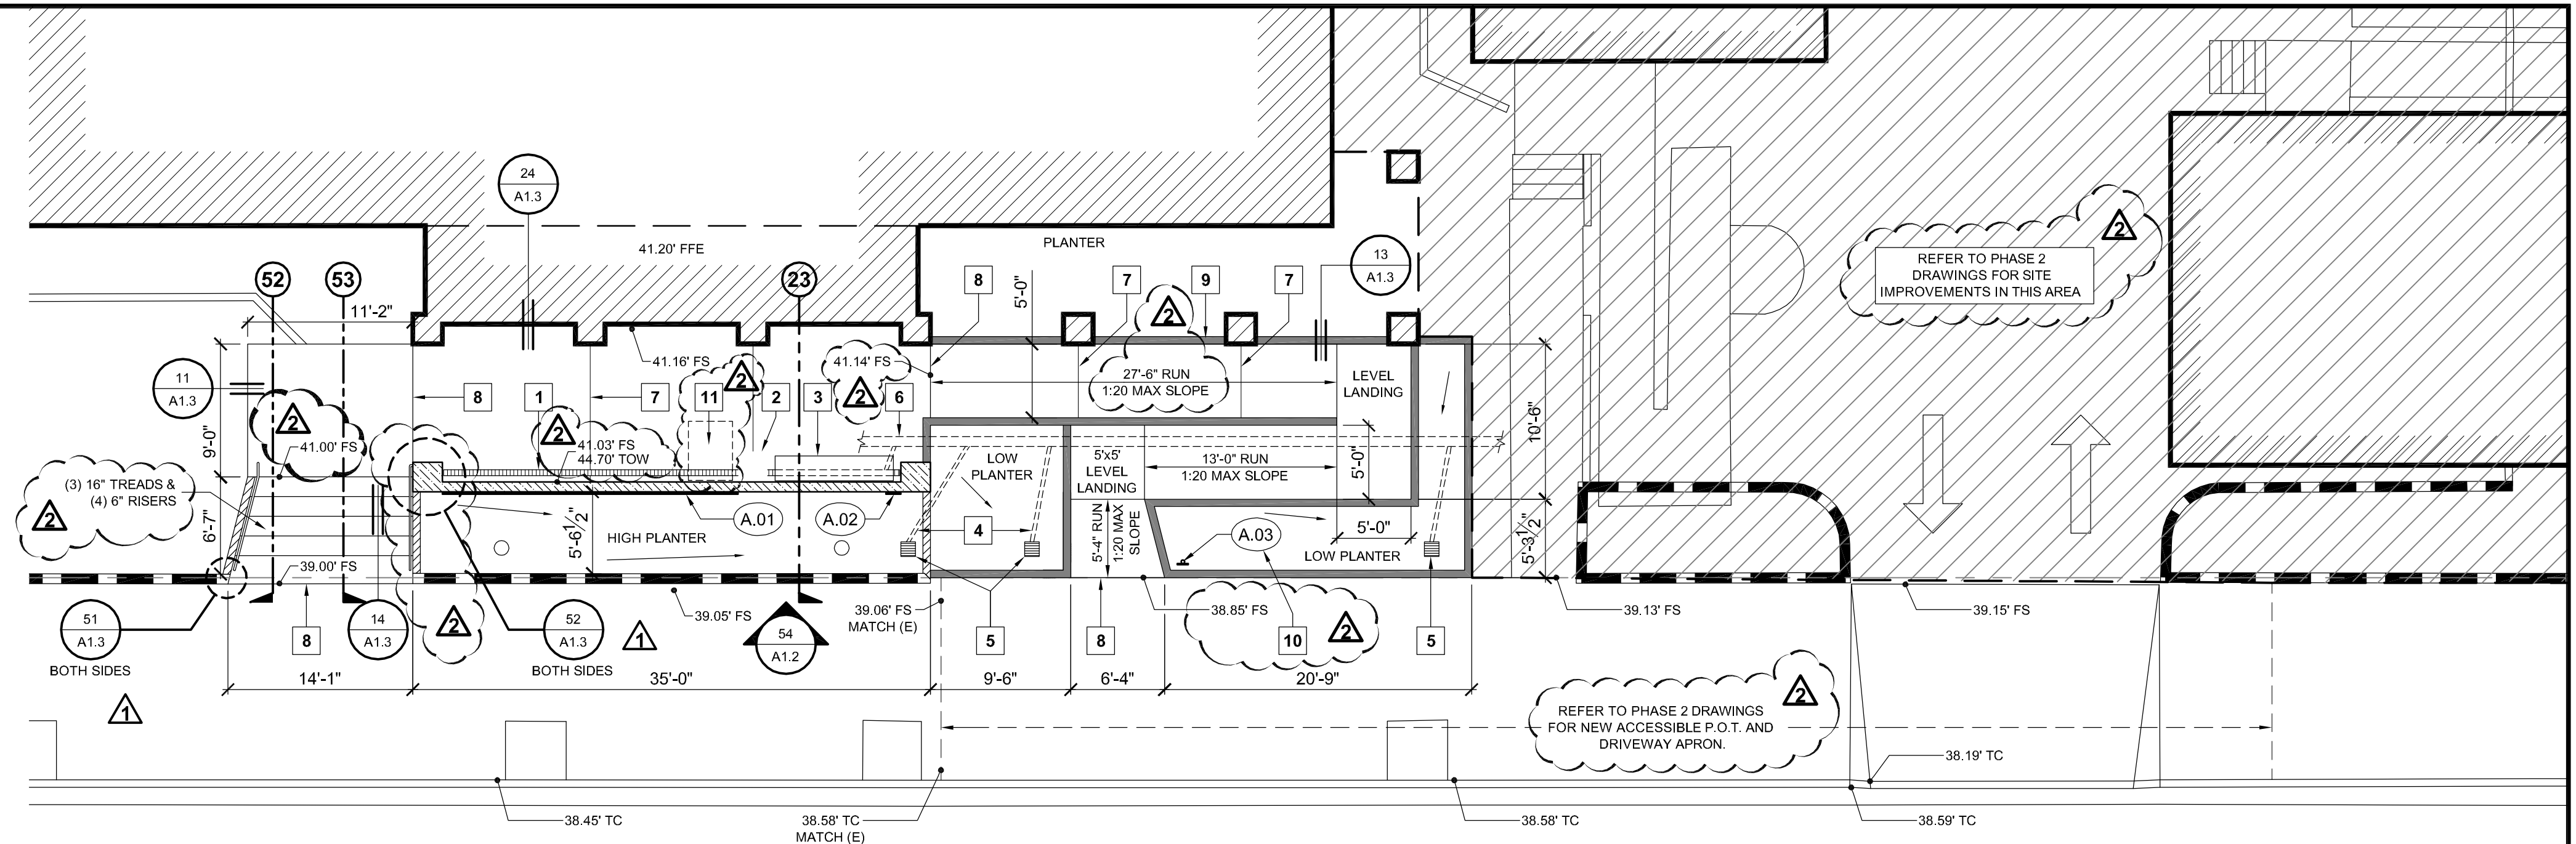 24
A1.3
41.20' FFE
PLANTER
13
A1.3
2
REFER TO PHASE 2
DRAWINGS FOR SITE
IMPROVEMENTS IN THIS AREA
52
53
23
8
7
9
7
5'-0"
11'-2"
2
41.16' FS
2
41.14' FS
2
27'-6" RUN
1:20 MAX SLOPE
LEVEL
LANDING
11
A1.3
8
1
7
11
2
3
6
2
9'-0"
41.00' FS
2
41.03' FS
44.70' TOW
10'-6"
(3) 16" TREADS &
(4) 6" RISERS
2
6'-7"
LOW
PLANTER
5'x5'
LEVEL
LANDING
13'-0" RUN
1:20 MAX SLOPE
5'-0"
A.01
A.02
4
5'-6 1/2"
HIGH PLANTER
5'-4" RUN
1:20 MAX
SLOPE
A.03
5'-0"
LOW PLANTER
5'-3 1/2"
39.00' FS
51
A1.3
BOTH SIDES
8
14
A1.3
2
52
A1.3
BOTH SIDES
1
39.05' FS
54
A1.2
39.06' FS
MATCH (E)
5
8
38.85' FS
10
2
5
39.13' FS
39.15' FS
1
14'-1"
35'-0"
9'-6"
6'-4"
20'-9"
2
REFER TO PHASE 2 DRAWINGS
FOR NEW ACCESSIBLE P.O.T. AND
DRIVEWAY APRON.
38.19' TC
38.45' TC
38.58' TC
MATCH (E)
38.58' TC
38.59' TC